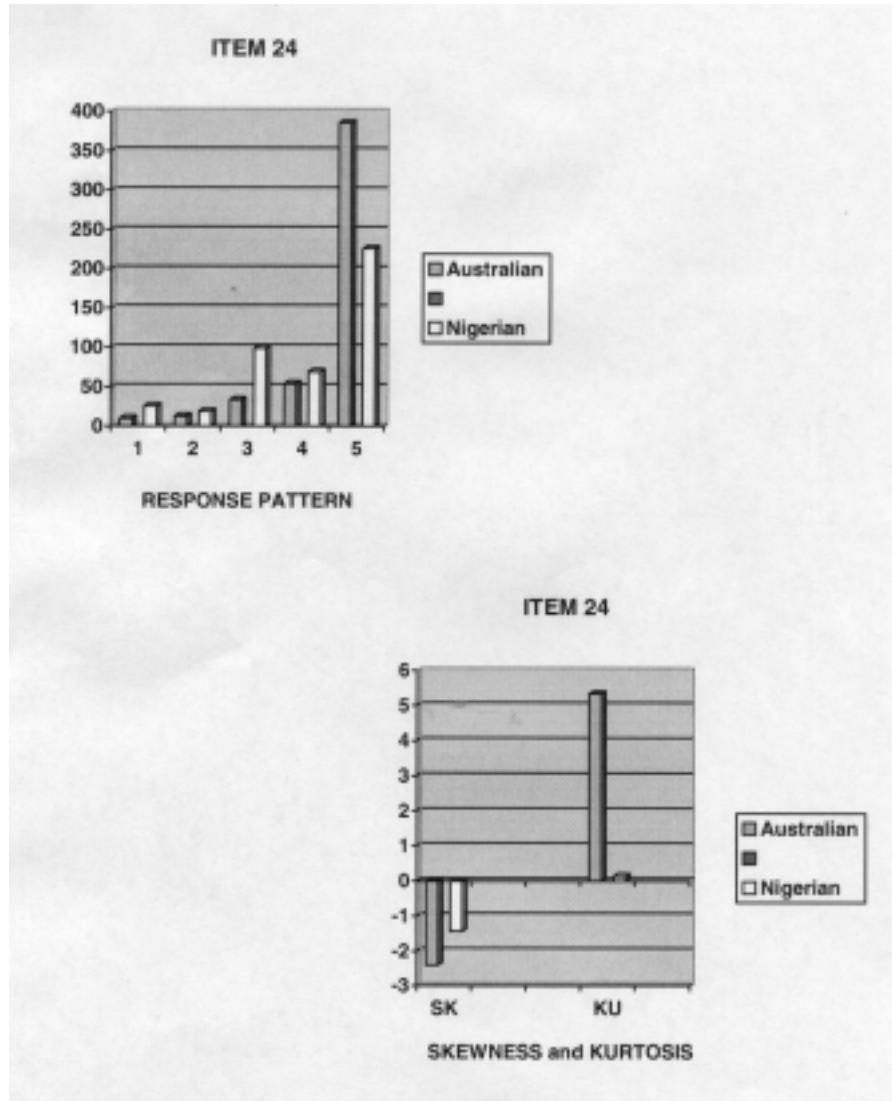 ITEM 24
400
350
300
250
200
150
100
50
0
1 2 3 4 5
RESPONSE PATTERN
Australian
Nigerian
ITEM 24
6
5
4
3
2
1
0
-1
-2
-3
SK KU
SKEWNESS and KURTOSIS
Australian
Nigerian